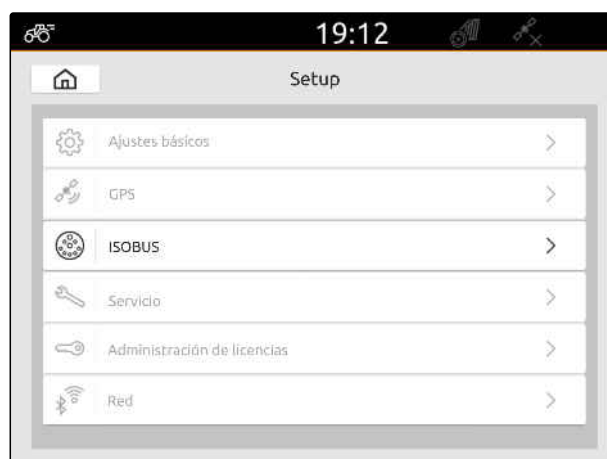 19:12
Setup
Ajustes básicos
GPS
ISOBUS
Servicio
Administración de licencias
Red